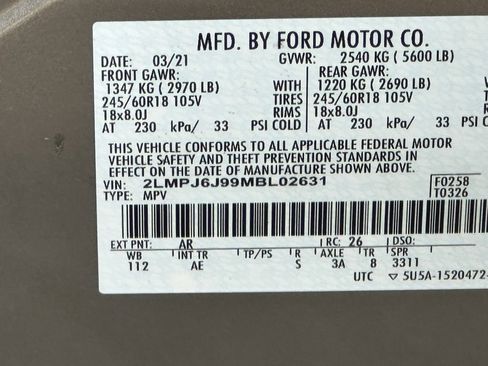 MFD. BY FORD MOTOR CO.
DATE: 03/21 GVWR: 2540 KG (5600 LB)
FRONT GAWR: REAR GAWR:
1347 KG (2970 LB) WITH 1220 KG (2690 LB)
245/60R18 105V TIRES 245/60R18 105V
18x8.0J RIMS 18x8.0J
AT 230 kPa/ 33 PSI COLD AT 230 kPa/ 33 PSI COLD
THIS VEHICLE CONFORMS TO ALL APPLICABLE FEDERAL MOTOR
VEHICLE SAFETY AND THEFT PREVENTION STANDARDS IN
EFFECT ON THE DATE OF MANUFACTURE SHOWN ABOVE.
VIN: 2LMPJ6J99MBL02631 F0258
TYPE: MPV T0326
EXT PNT: AR RC: 26 DSO:
WB INT TR TP/PS R AXLE TR SPR
112 AE S 3A 8 3311
UTC ▽ 5U5A-1520472-